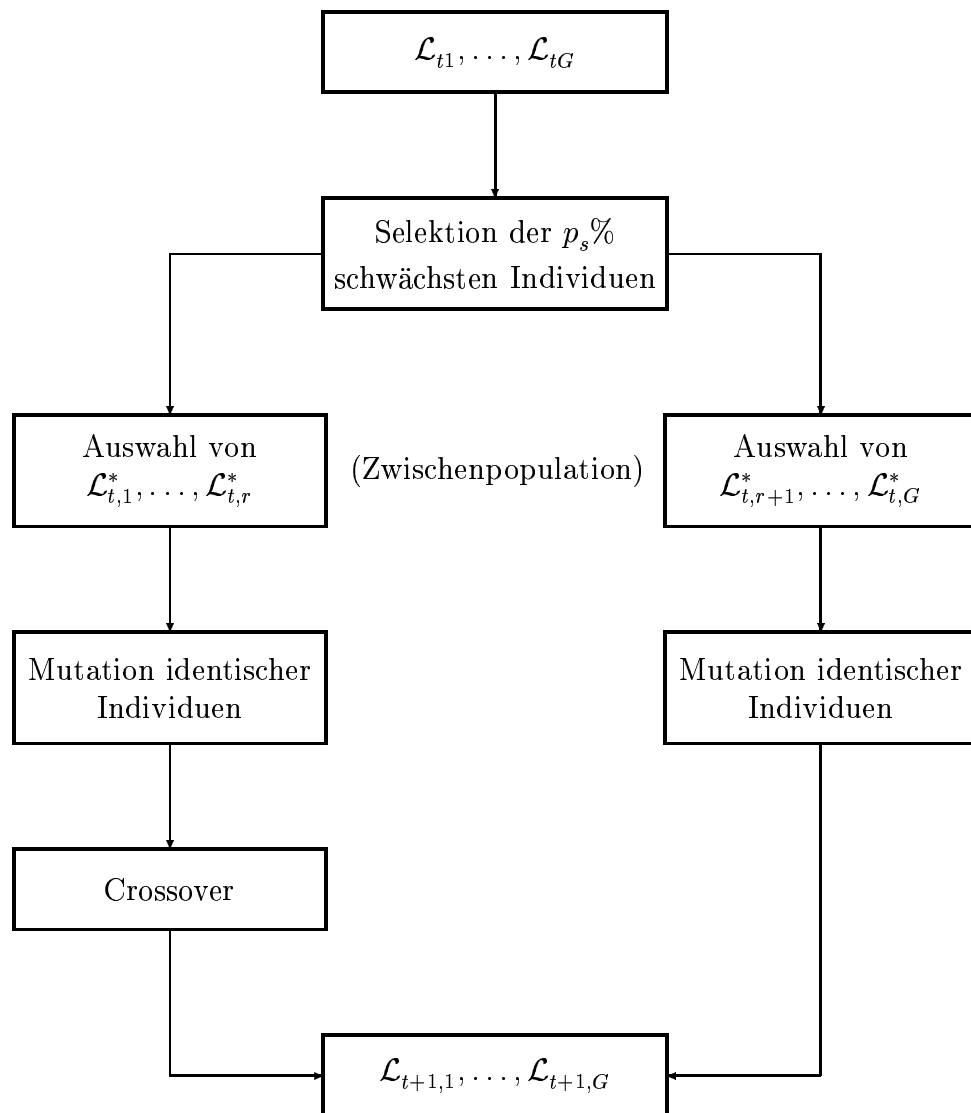 𝓛_{t1}, . . . , 𝓛_{tG}
Selektion der p_s%
schwächsten Individuen
Auswahl von
𝓛*_{t,1}, . . . , 𝓛*_{t,r}
(Zwischenpopulation)
Auswahl von
𝓛*_{t,r+1}, . . . , 𝓛*_{t,G}
Mutation identischer
Individuen
Mutation identischer
Individuen
Crossover
𝓛_{t+1,1}, . . . , 𝓛_{t+1,G}